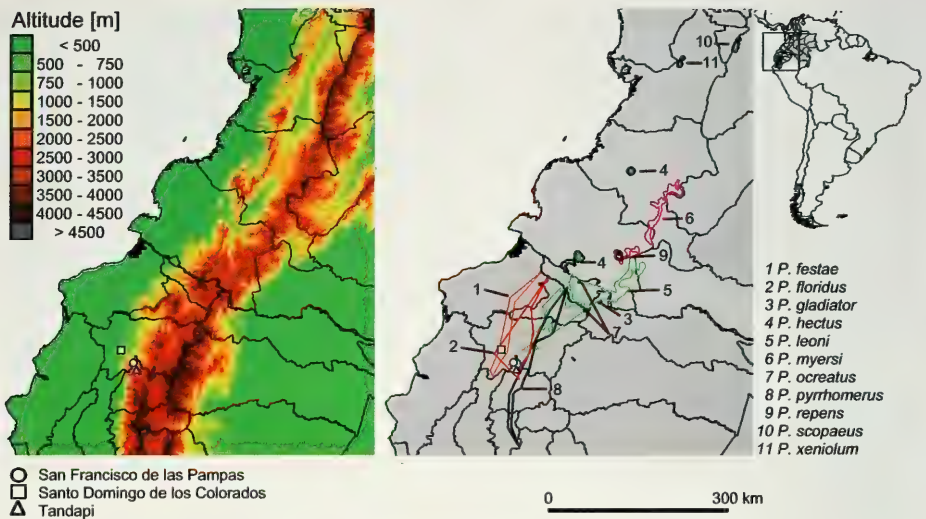 Altitude [m]
< 500
500 - 750
750 - 1000
1000 - 1500
1500 - 2000
2000 - 2500
2500 - 3000
3000 - 3500
3500 - 4000
4000 - 4500
> 4500
10
11
4
6
9
4
5
1
3
7
2
8
1 P. festae
2 P. floridus
3 P. gladiator
4 P. hectus
5 P. leoni
6 P. myersi
7 P. ocreatus
8 P. pyrrhomerus
9 P. repens
10 P. scopaeus
11 P. xeniolum
San Francisco de las Pampas
Santo Domingo de los Colorados
Tandapi
0 300 km